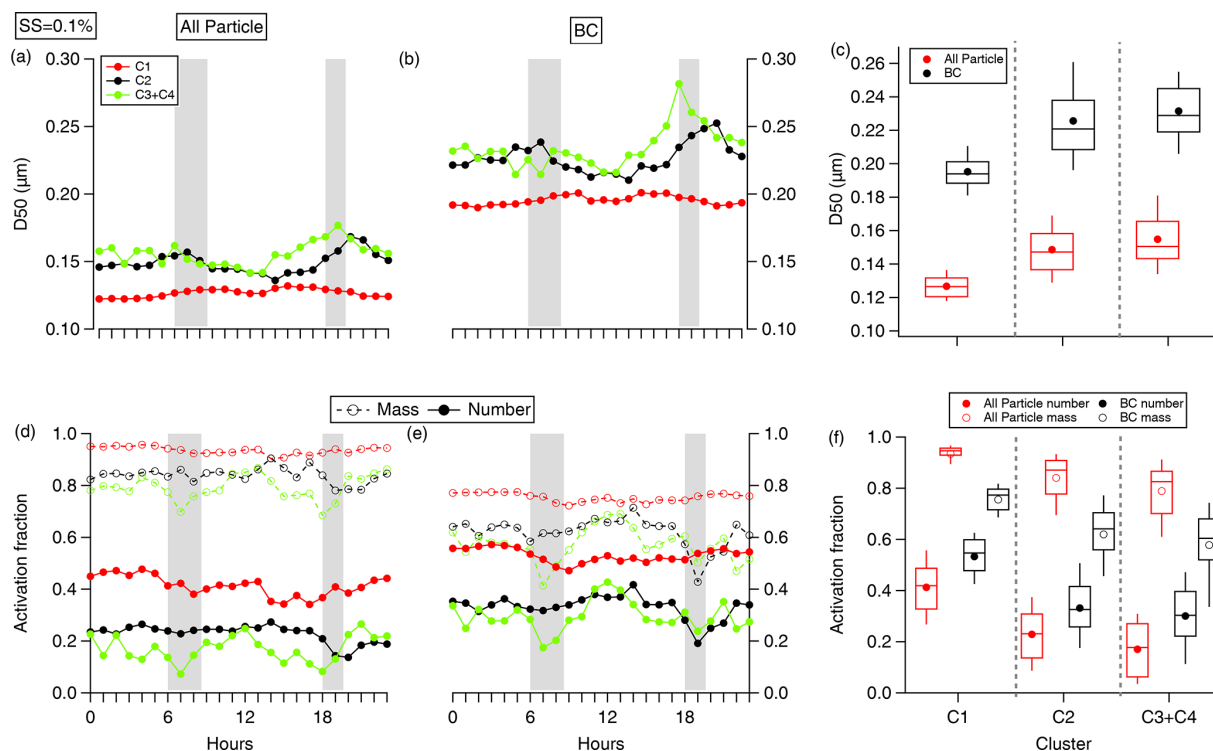 SS=0.1%
All Particle
BC
(a)
(b)
(c)
D50 (μm)
0.30
0.25
0.20
0.15
0.10
C1
C2
C3+C4
0.30
0.25
0.20
0.15
0.10
D50 (μm)
0.26
0.24
0.22
0.20
0.18
0.16
0.14
0.12
0.10
All Particle
BC
Mass
Number
(d)
(e)
(f)
Activation fraction
1.0
0.8
0.6
0.4
0.2
0.0
0
6
12
18
Hours
1.0
0.8
0.6
0.4
0.2
0.0
0
6
12
18
Hours
All Particle number
All Particle mass
BC number
BC mass
Activation fraction
1.0
0.8
0.6
0.4
0.2
0.0
C1
C2
C3+C4
Cluster